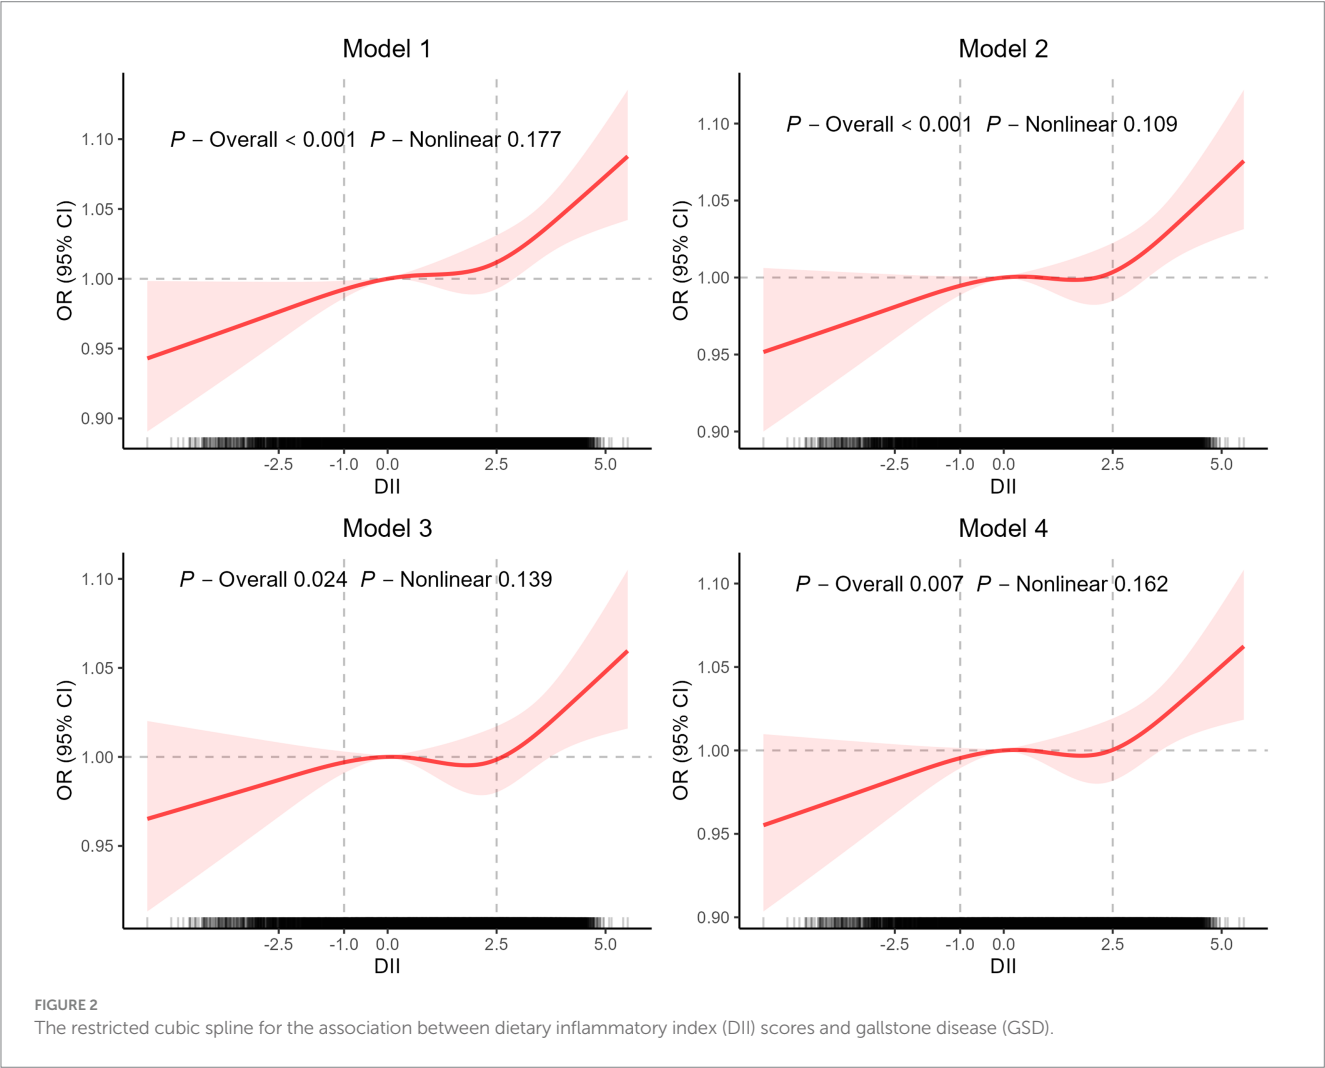 Model 1
P – Overall < 0.001 P – Nonlinear 0.177
OR (95% CI)
1.10
1.05
1.00
0.95
0.90
-2.5 -1.0 0.0 2.5 5.0
DII
Model 2
P – Overall < 0.001 P – Nonlinear 0.109
OR (95% CI)
1.10
1.05
1.00
0.95
0.90
-2.5 -1.0 0.0 2.5 5.0
DII
Model 3
P – Overall 0.024 P – Nonlinear 0.139
OR (95% CI)
1.10
1.05
1.00
0.95
-2.5 -1.0 0.0 2.5 5.0
DII
Model 4
P – Overall 0.007 P – Nonlinear 0.162
OR (95% CI)
1.10
1.05
1.00
0.95
0.90
-2.5 -1.0 0.0 2.5 5.0
DII
FIGURE 2
The restricted cubic spline for the association between dietary inflammatory index (DII) scores and gallstone disease (GSD).